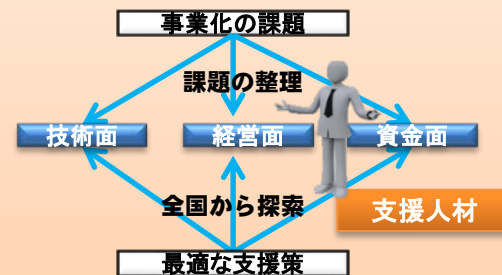 事業化の課題
課題の整理
技術面
経営面
資金面
全国から探索
支援人材
最適な支援策